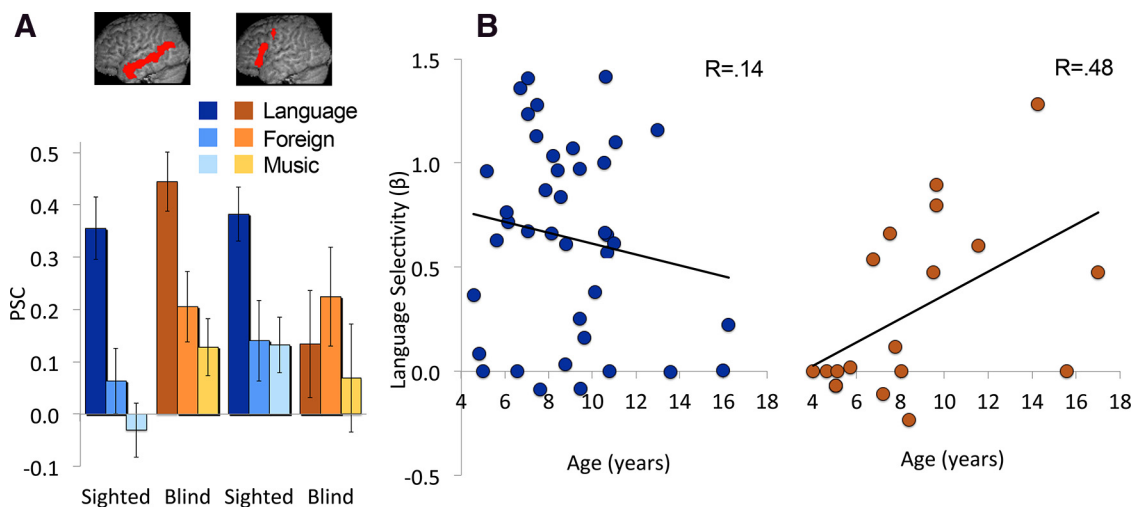 A
B
Language
Foreign
Music
PSC
0.5
0.4
0.3
0.2
0.1
0.0
-0.1
Sighted Blind Sighted Blind
Language Selectivity (β)
1.5
1.0
0.5
0.0
-0.5
R=.14
4 6 8 10 12 14 16 18
Age (years)
R=.48
4 6 8 10 12 14 16 18
Age (years)